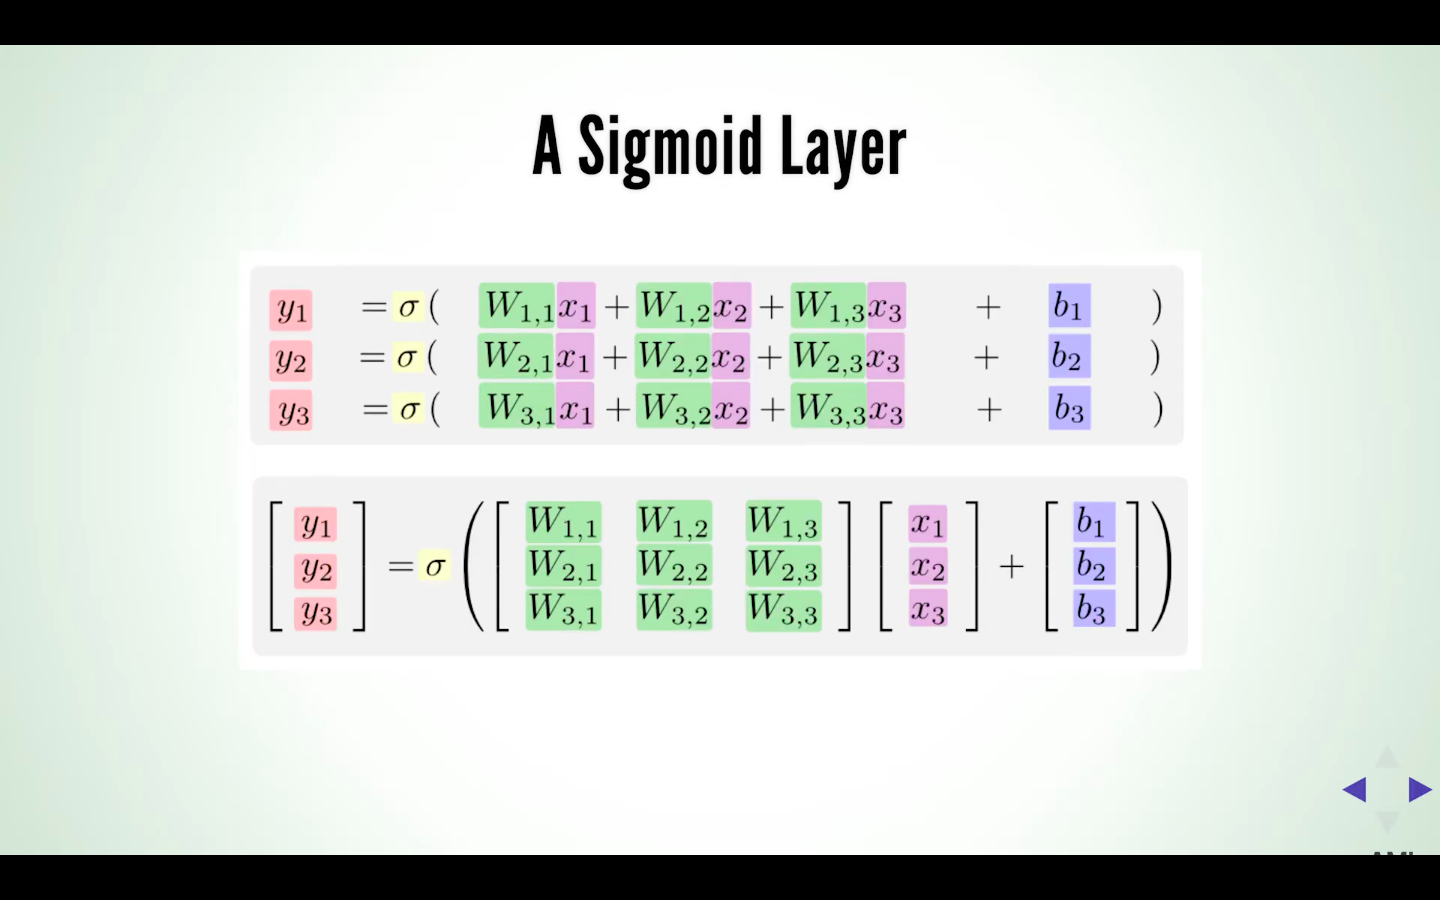 A Sigmoid Layer
y₁ = σ( W₁,₁x₁ + W₁,₂x₂ + W₁,₃x₃ + b₁ )
y₂ = σ( W₂,₁x₁ + W₂,₂x₂ + W₂,₃x₃ + b₂ )
y₃ = σ( W₃,₁x₁ + W₃,₂x₂ + W₃,₃x₃ + b₃ )
y₁ W₁,₁ W₁,₂ W₁,₃ x₁ b₁
[ y₂ ] = σ ( [ W₂,₁ W₂,₂ W₂,₃ ] [ x₂ ] + [ b₂ ] )
y₃ W₃,₁ W₃,₂ W₃,₃ x₃ b₃